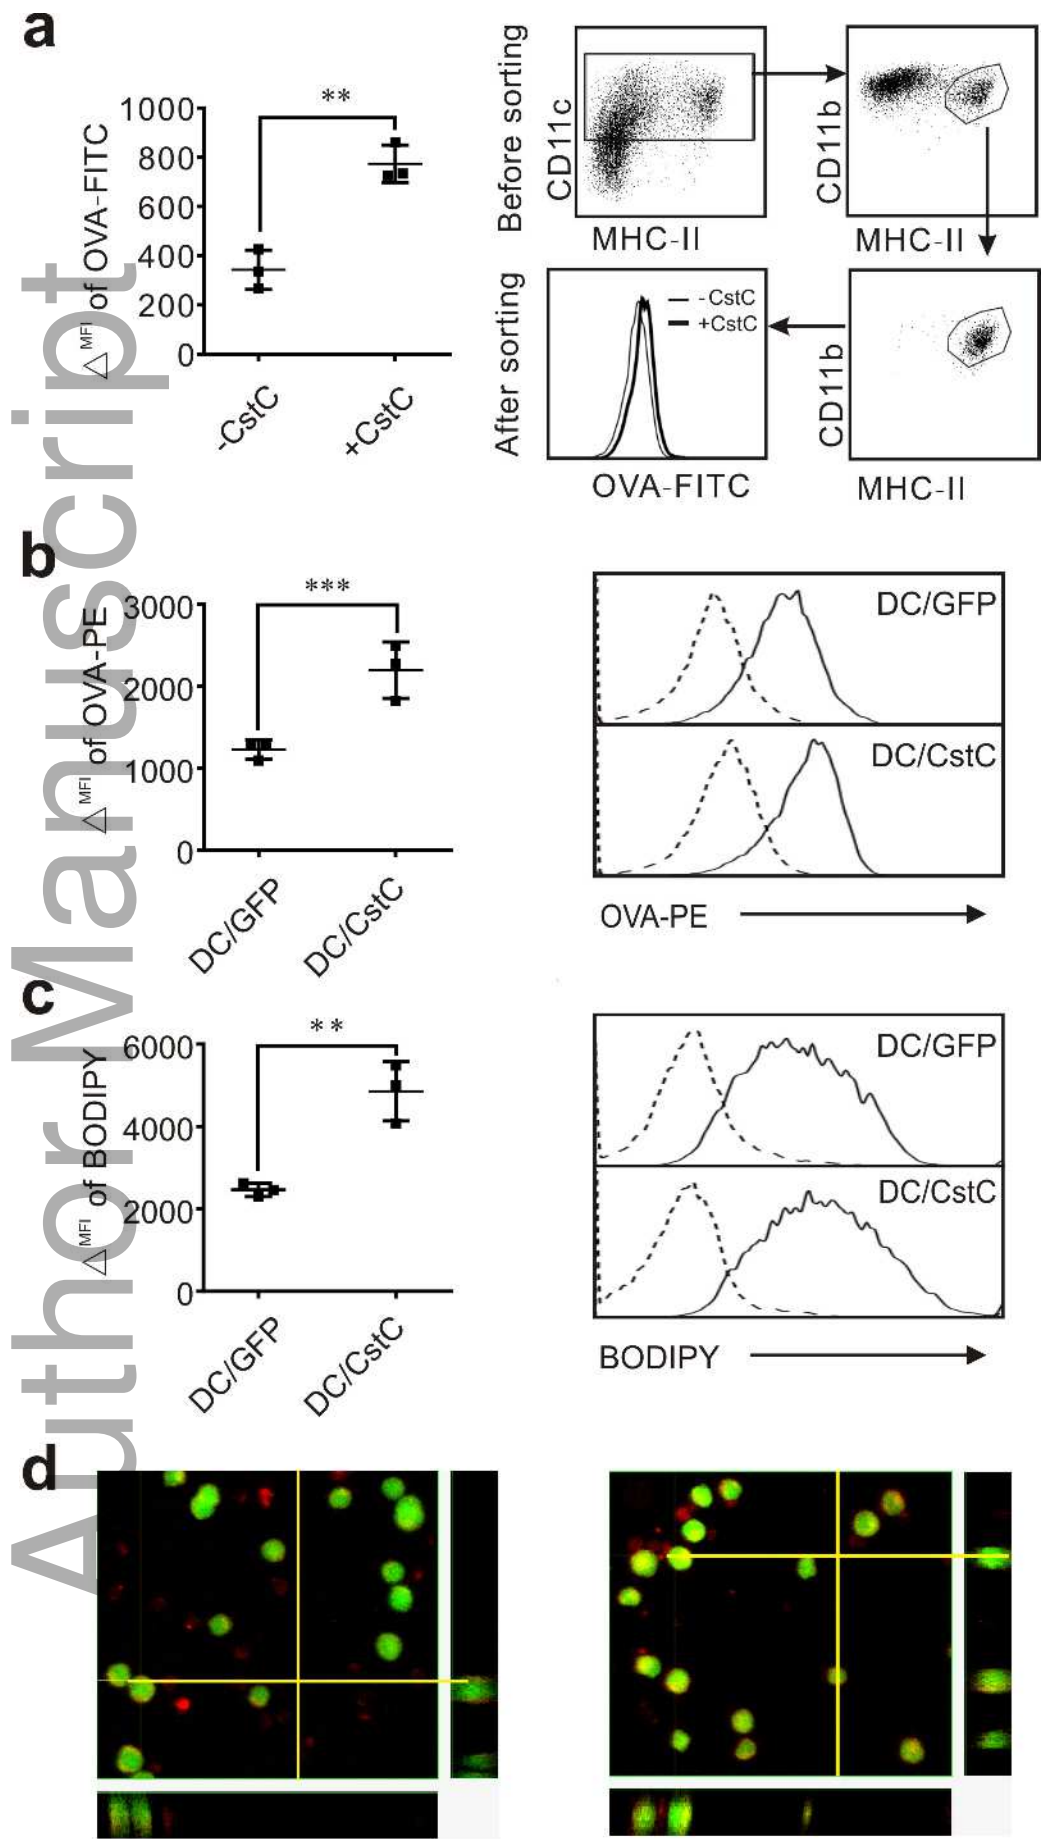 Author Manuscript
a
△MFI of OVA-FITC
1000
800
600
400
200
0
**
-CstC
+CstC
Before sorting
CD11c
MHC-II
CD11b
MHC-II
After sorting
- CstC
+CstC
OVA-FITC
CD11b
MHC-II
b
△MFI of OVA-PE
3000
2000
1000
0
***
DC/GFP
DC/CstC
DC/GFP
DC/CstC
OVA-PE
c
△MFI of BODIPY
6000
4000
2000
0
**
DC/GFP
DC/CstC
DC/GFP
DC/CstC
BODIPY
d